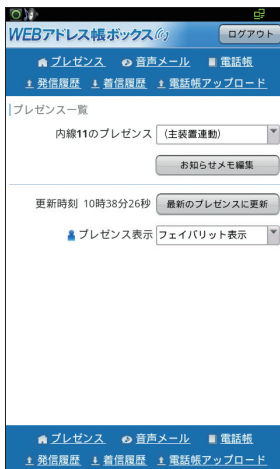 WEBアドレス帳ボックス
ログアウト
プレゼンス 音声メール 電話帳
発信履歴 着信履歴 電話帳アップロード
プレゼンス一覧
内線11のプレゼンス (主装置連動)
お知らせメモ編集
更新時刻 10時38分26秒 最新のプレゼンスに更新
プレゼンス表示 フェイバリット表示
プレゼンス 音声メール 電話帳
発信履歴 着信履歴 電話帳アップロード